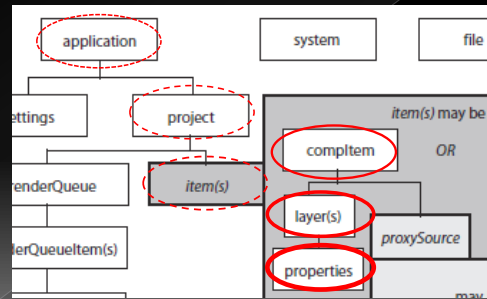 application
system
file
ettings
project
item(s) may be
compItem
OR
renderQueue
item(s)
layer(s)
proxySource
derQueueItem(s)
properties
may